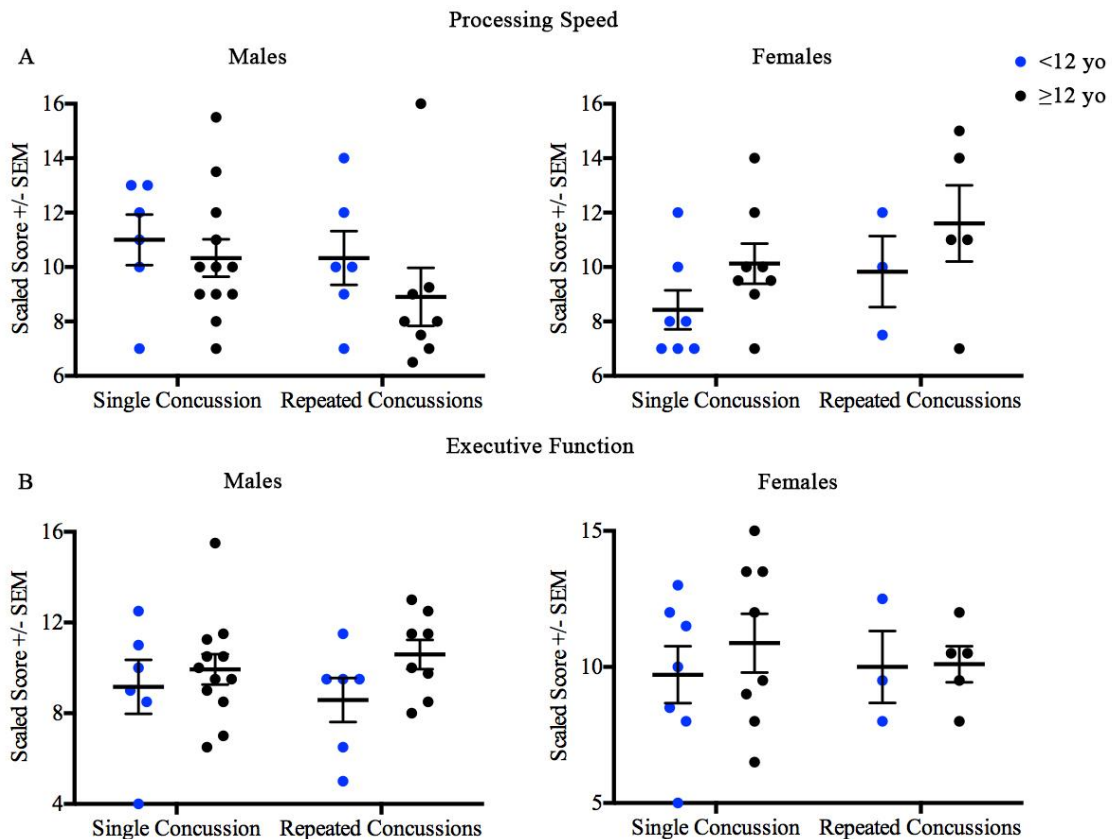 Processing Speed
A
Males
Females
<12 yo
≥12 yo
Scaled Score +/- SEM
16
14
12
10
8
6
Single Concussion
Repeated Concussions
Scaled Score +/- SEM
16
14
12
10
8
6
Single Concussion
Repeated Concussions
Executive Function
B
Males
Females
Scaled Score +/- SEM
16
12
8
4
Single Concussion
Repeated Concussions
Scaled Score +/- SEM
15
10
5
Single Concussion
Repeated Concussions